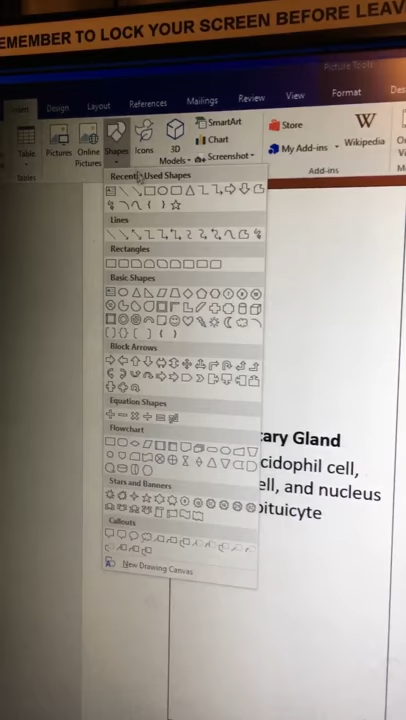 EMEMBER TO LOCK YOUR SCREEN BEFORE LEAV
Picture Tools
Insert Design Layout References Mailings Review View Format Des
Table
Tables
Pictures
Online Pictures
Shapes
Icons
3D Models
SmartArt
Chart
Screenshot
Store
My Add-ins
Wikipedia
Add-ins
Recently Used Shapes
Lines
Rectangles
Basic Shapes
Block Arrows
Equation Shapes
Flowchart
Stars and Banners
Callouts
New Drawing Canvas
tary Gland
cidophil cell,
ell, and nucleus
pituicyte